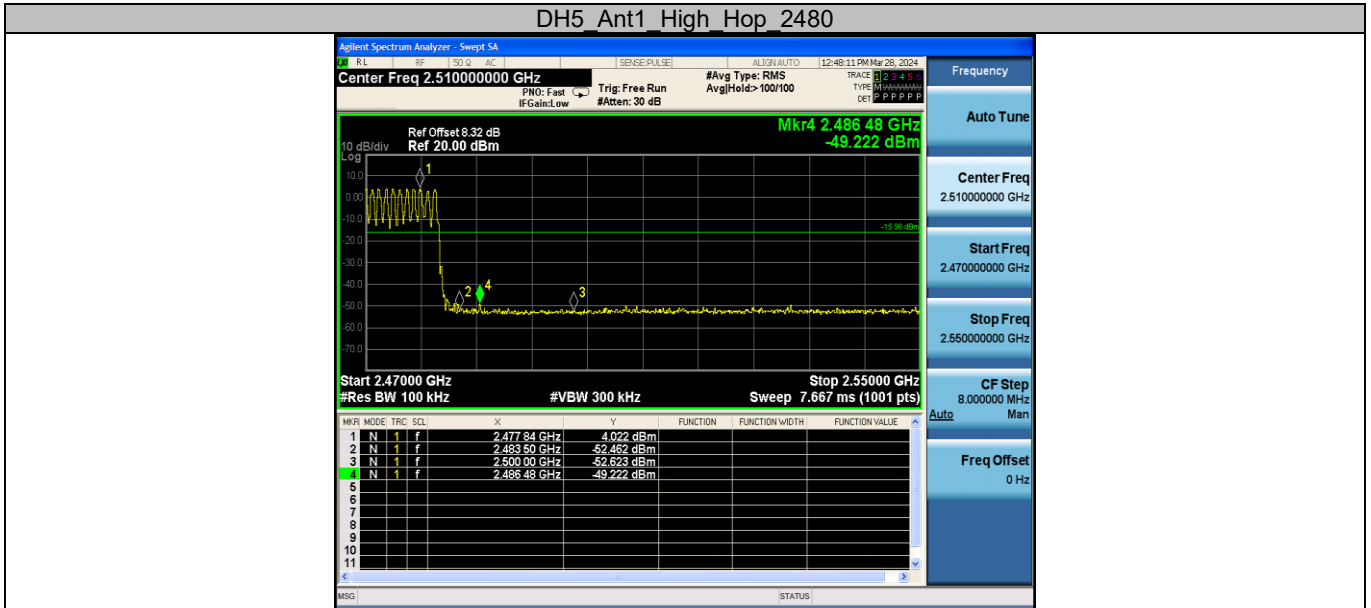 DH5_Ant1_High_Hop_2480
Agilent Spectrum Analyzer - Swept SA
LXI RL RF 50 Ω AC SENSE:PULSE ALIGN AUTO 12:48:11 PM Mar 28, 2024
Center Freq 2.510000000 GHz
PNO: Fast
IFGain:Low
Trig: Free Run
#Atten: 30 dB
#Avg Type: RMS
Avg|Hold:> 100/100
TRACE 1 2 3 4 5 6
TYPE M
DET P P P P P P
Mkr4 2.486 48 GHz
-49.222 dBm
Ref Offset 8.32 dB
10 dB/div Ref 20.00 dBm
Log
10.0
0.00
-10.0
-20.0
-30.0
-40.0
-50.0
-60.0
-70.0
1
-15.98 dBm
2
4
3
Start 2.47000 GHz Stop 2.55000 GHz
#Res BW 100 kHz #VBW 300 kHz Sweep 7.667 ms (1001 pts)
MKR MODE TRC SCL X Y FUNCTION FUNCTION WIDTH FUNCTION VALUE
1 N 1 f 2.477 84 GHz 4.022 dBm
2 N 1 f 2.483 50 GHz -52.462 dBm
3 N 1 f 2.500 00 GHz -52.623 dBm
4 N 1 f 2.486 48 GHz -49.222 dBm
5
6
7
8
9
10
11
MSG STATUS
Frequency
Auto Tune
Center Freq
2.510000000 GHz
Start Freq
2.470000000 GHz
Stop Freq
2.550000000 GHz
CF Step
8.000000 MHz
Auto Man
Freq Offset
0 Hz